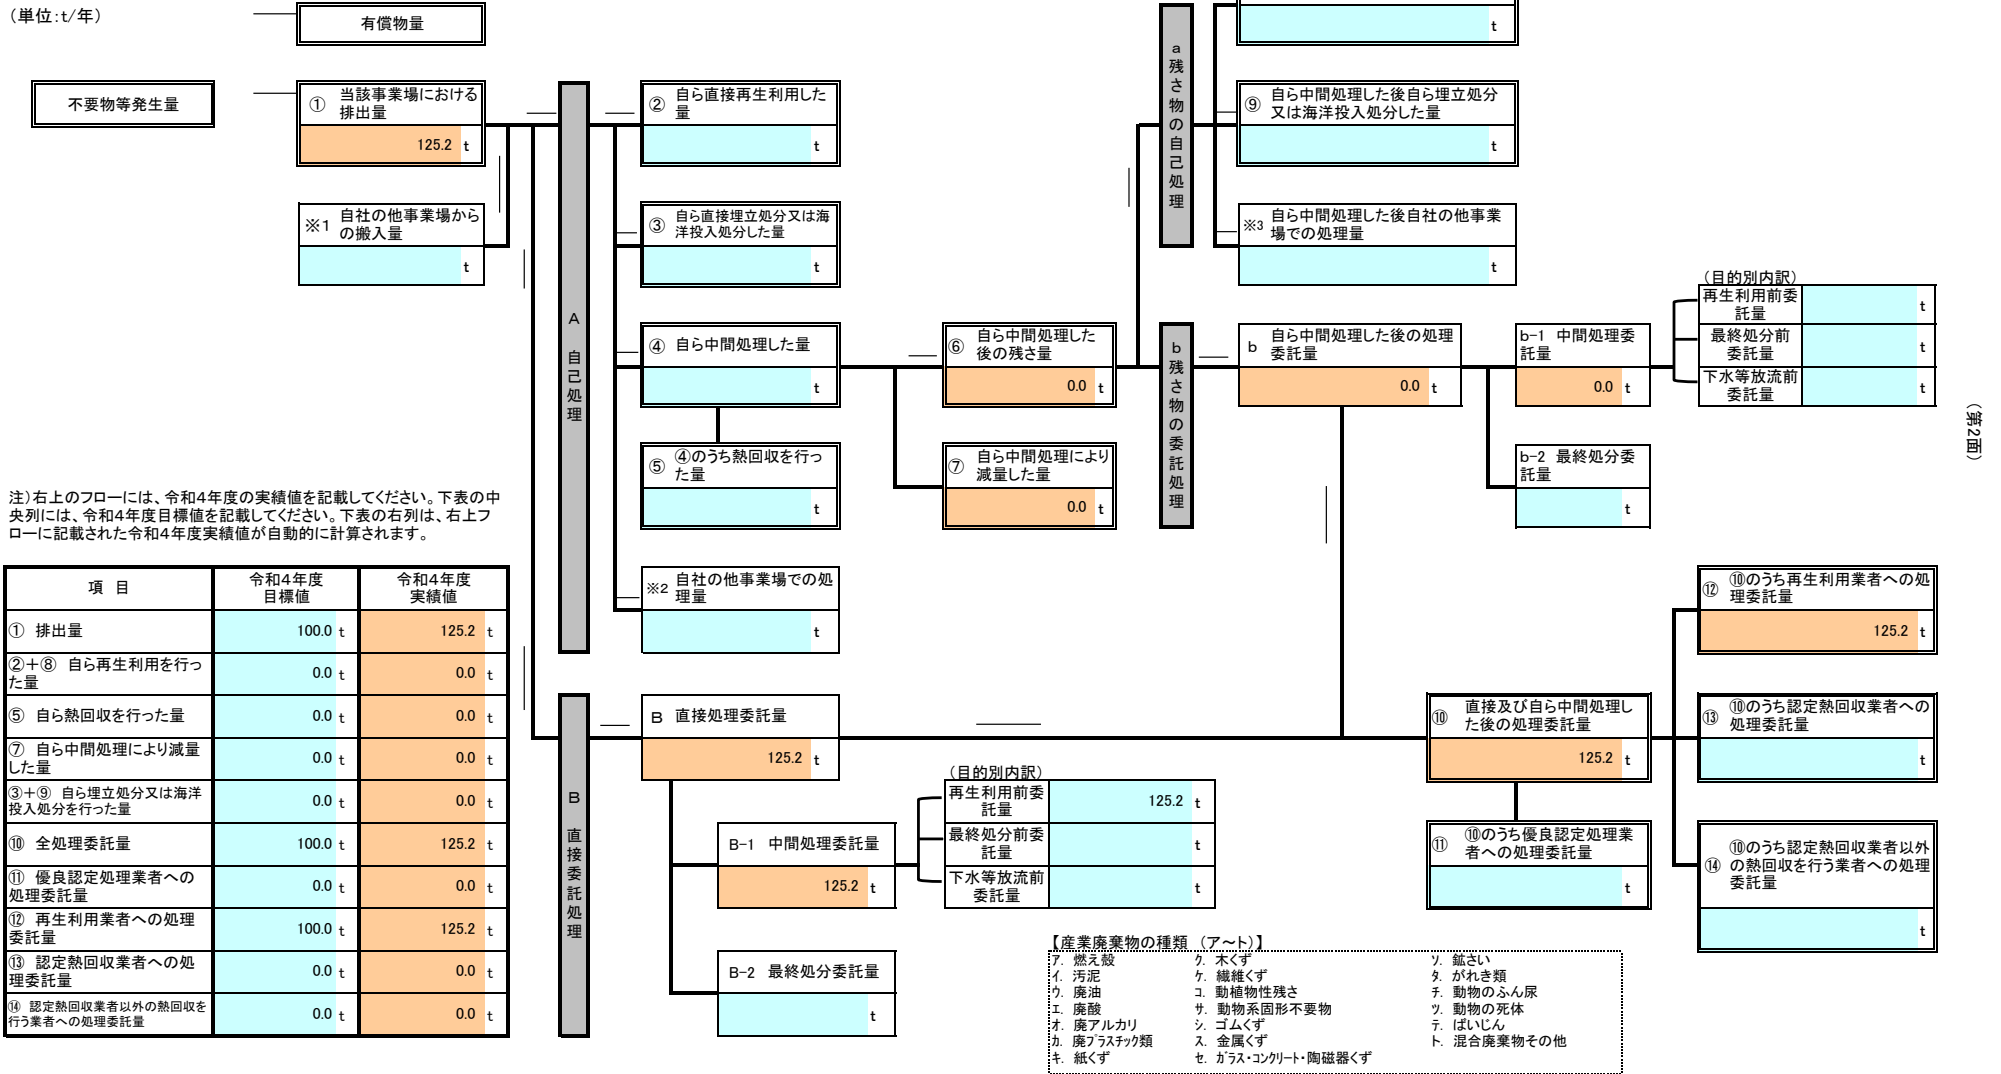 (単位:t/年)
有償物量
t
不要物等発生量
① 当該事業場における
排出量
125.2 t
※1 自社の他事業場から
の搬入量
t
A 自己処理
② 自ら直接再生利用した
量
t
③ 自ら直接埋立処分又は海
洋投入処分した量
t
④ 自ら中間処理した量
t
⑤ ④のうち熱回収を行っ
た量
t
※2 自社の他事業場での処
理量
t
⑥ 自ら中間処理した
後の残さ量
0.0 t
⑦ 自ら中間処理により
減量した量
0.0 t
a 残さ物の自己処理
⑨ 自ら中間処理した後自ら埋立処分
又は海洋投入処分した量
t
※3 自ら中間処理した後自社の他事業
場での処理量
t
b 残さ物の委託処理
b 自ら中間処理した後の処理
委託量
0.0 t
b-1 中間処理委
託量
0.0 t
b-2 最終処分委
託量
t
(目的別内訳)
再生利用前委
託量 t
最終処分前
委託量 t
下水等放流前
委託量 t
(第2面)
注)右上のフローには、令和4年度の実績値を記載してください。下表の中
央列には、令和4年度目標値を記載してください。下表の右列は、右上フ
ローに記載された令和4年度実績値が自動的に計算されます。
項 目 令和4年度
目標値 令和4年度
実績値
① 排出量 100.0 t 125.2 t
②+⑧ 自ら再生利用を行っ
た量 0.0 t 0.0 t
⑤ 自ら熱回収を行った量 0.0 t 0.0 t
⑦ 自ら中間処理により減量
した量 0.0 t 0.0 t
③+⑨ 自ら埋立処分又は海洋
投入処分を行った量 0.0 t 0.0 t
⑩ 全処理委託量 100.0 t 125.2 t
⑪ 優良認定処理業者への
処理委託量 0.0 t 0.0 t
⑫ 再生利用業者への処理
委託量 100.0 t 125.2 t
⑬ 認定熱回収業者への処
理委託量 0.0 t 0.0 t
⑭ 認定熱回収業者以外の熱回収を
行う業者への処理委託量 0.0 t 0.0 t
B 直接委託処理
B 直接処理委託量
125.2 t
B-1 中間処理委託量
125.2 t
B-2 最終処分委託量
t
(目的別内訳)
再生利用前委
託量 125.2 t
最終処分前委
託量 t
下水等放流前
委託量 t
⑩ 直接及び自ら中間処理し
た後の処理委託量
125.2 t
⑪ ⑩のうち優良認定処理業
者への処理委託量
t
⑫ ⑩のうち再生利用業者への処
理委託量
125.2 t
⑬ ⑩のうち認定熱回収業者への
処理委託量
t
⑭ ⑩のうち認定熱回収業者以外
の熱回収を行う業者への処理
委託量
t
【産業廃棄物の種類 (ア~ト)】
ア. 燃え殻 ク. 木くず ソ. 鉱さい
イ. 汚泥 ケ. 繊維くず タ. がれき類
ウ. 廃油 コ. 動植物性残さ チ. 動物のふん尿
エ. 廃酸 サ. 動物系固形不要物 ツ. 動物の死体
オ. 廃アルカリ シ. ゴムくず テ. ばいじん
カ. 廃プラスチック類 ス. 金属くず ト. 混合廃棄物その他
キ. 紙くず セ. ガラス・コンクリート・陶磁器くず